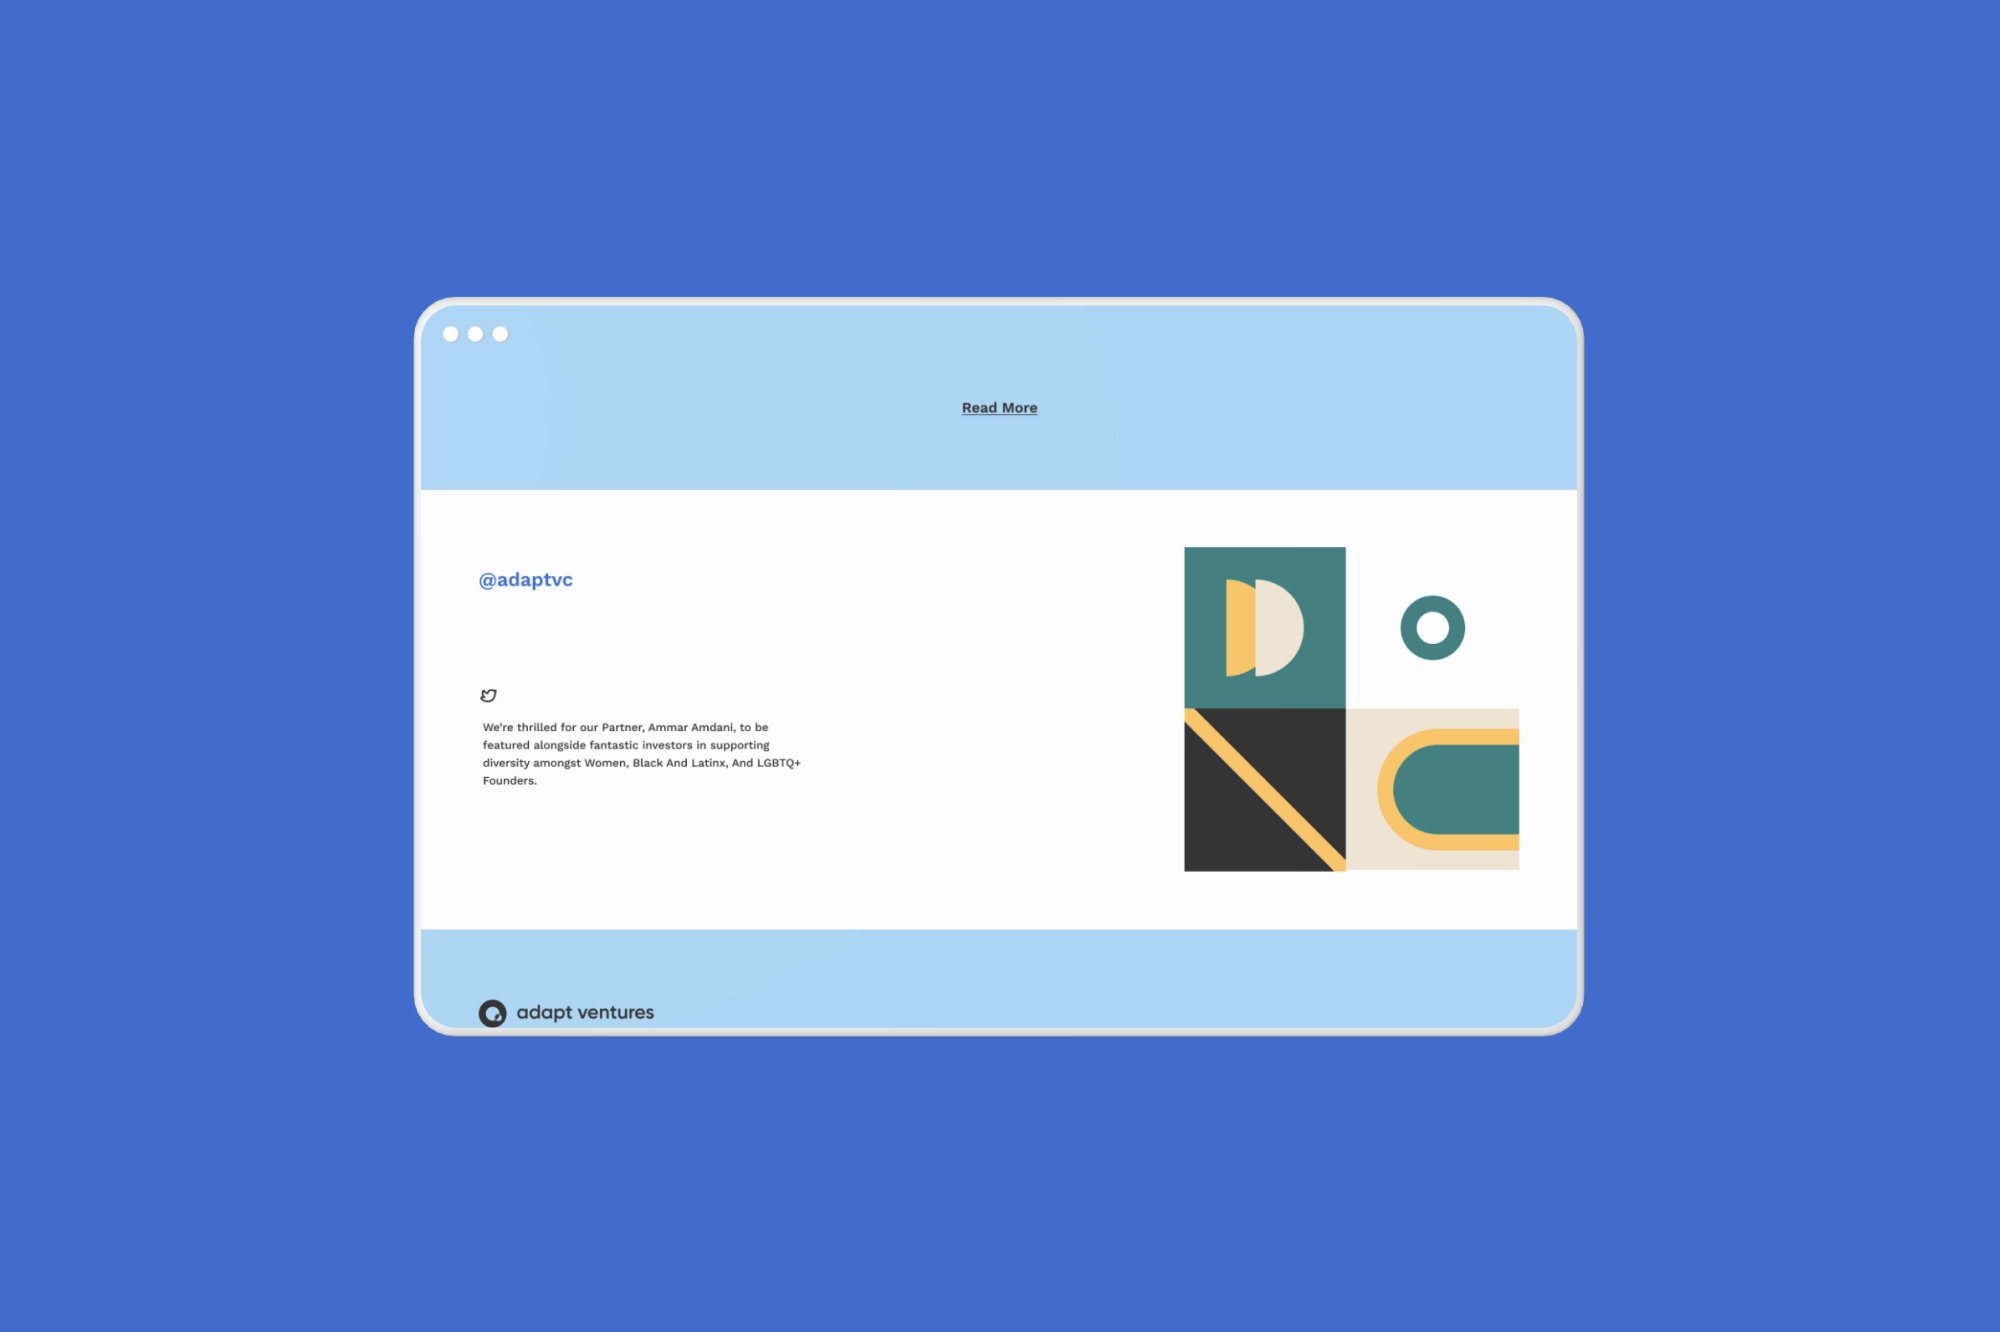 Read More
@adaptvc
We're thrilled for our Partner, Ammar Amdani, to be
featured alongside fantastic investors in supporting
diversity amongst Women, Black And Latinx, And LGBTQ+
Founders.
adapt ventures